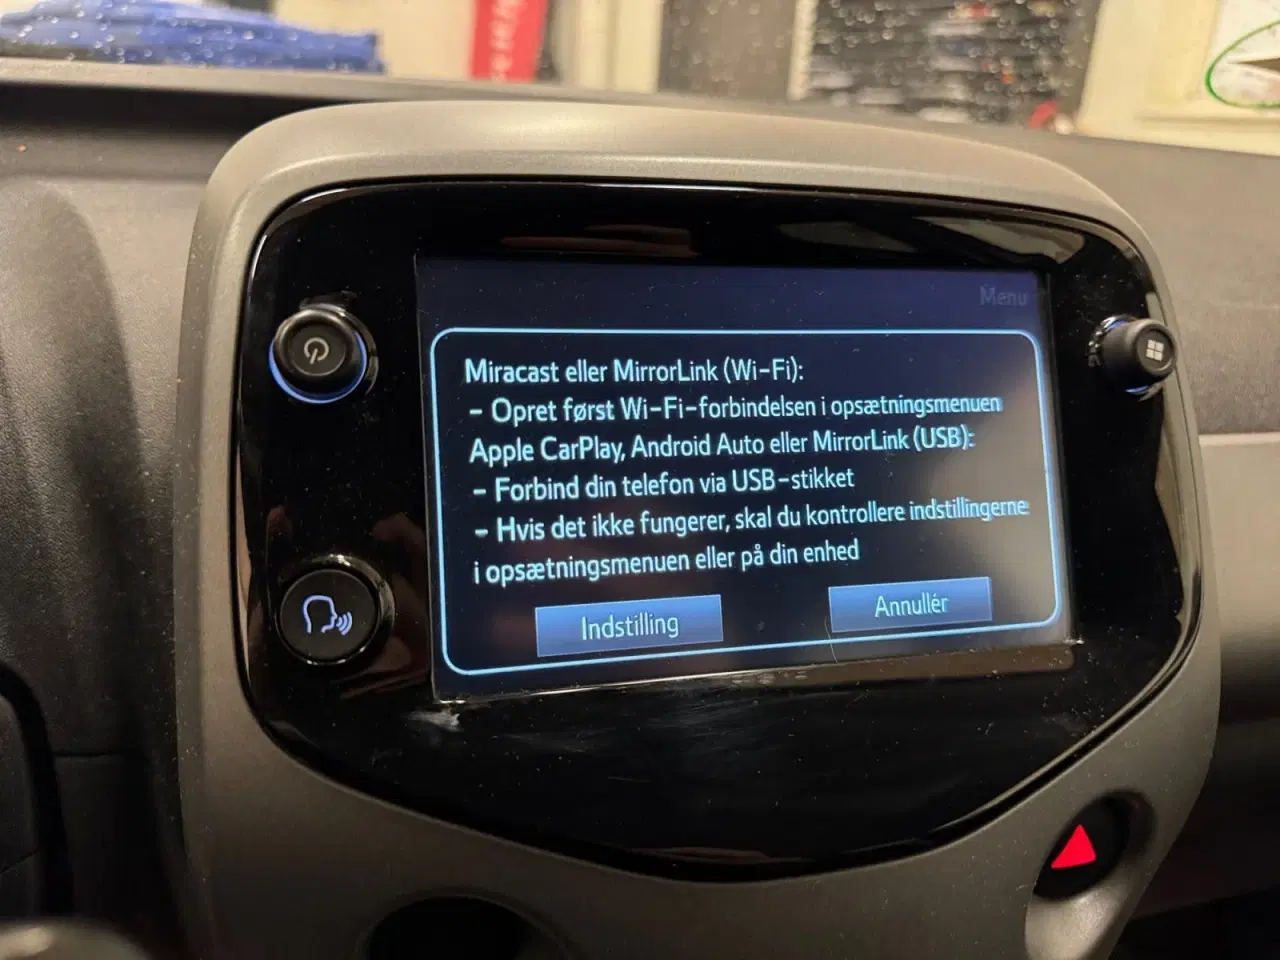 Menu
Miracast eller MirrorLink (Wi-Fi):
- Opret først Wi-Fi-forbindelsen i opsætningsmenuen
Apple CarPlay, Android Auto eller MirrorLink (USB):
- Forbind din telefon via USB-stikket
- Hvis det ikke fungerer, skal du kontrollere indstillingerne
i opsætningsmenuen eller på din enhed
Indstilling
Annullér